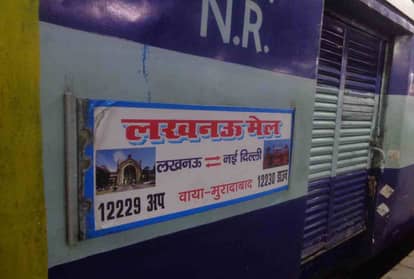 N.R.
लखनऊ मेल
लखनऊ ⇌ नई दिल्ली
12229 अप वाया-मुरादाबाद 12230 डाउन